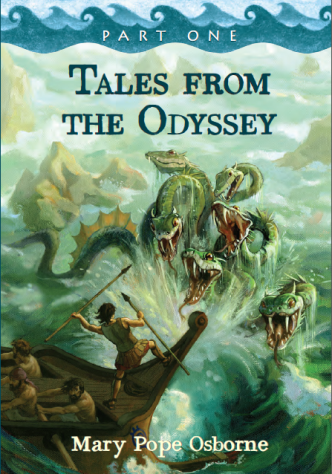 PART ONE
TALES FROM
THE ODYSSEY
Mary Pope Osborne